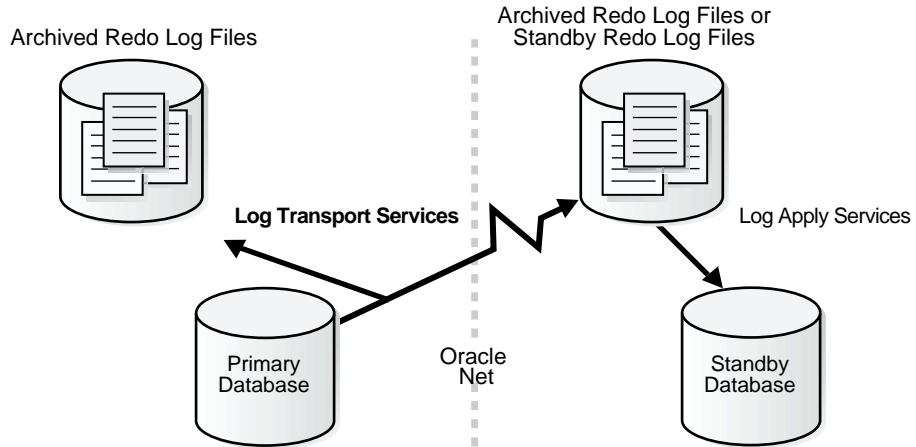 Archived Redo Log Files
Archived Redo Log Files or
Standby Redo Log Files
Log Transport Services
Log Apply Services
Primary
Database
Oracle
Net
Standby
Database